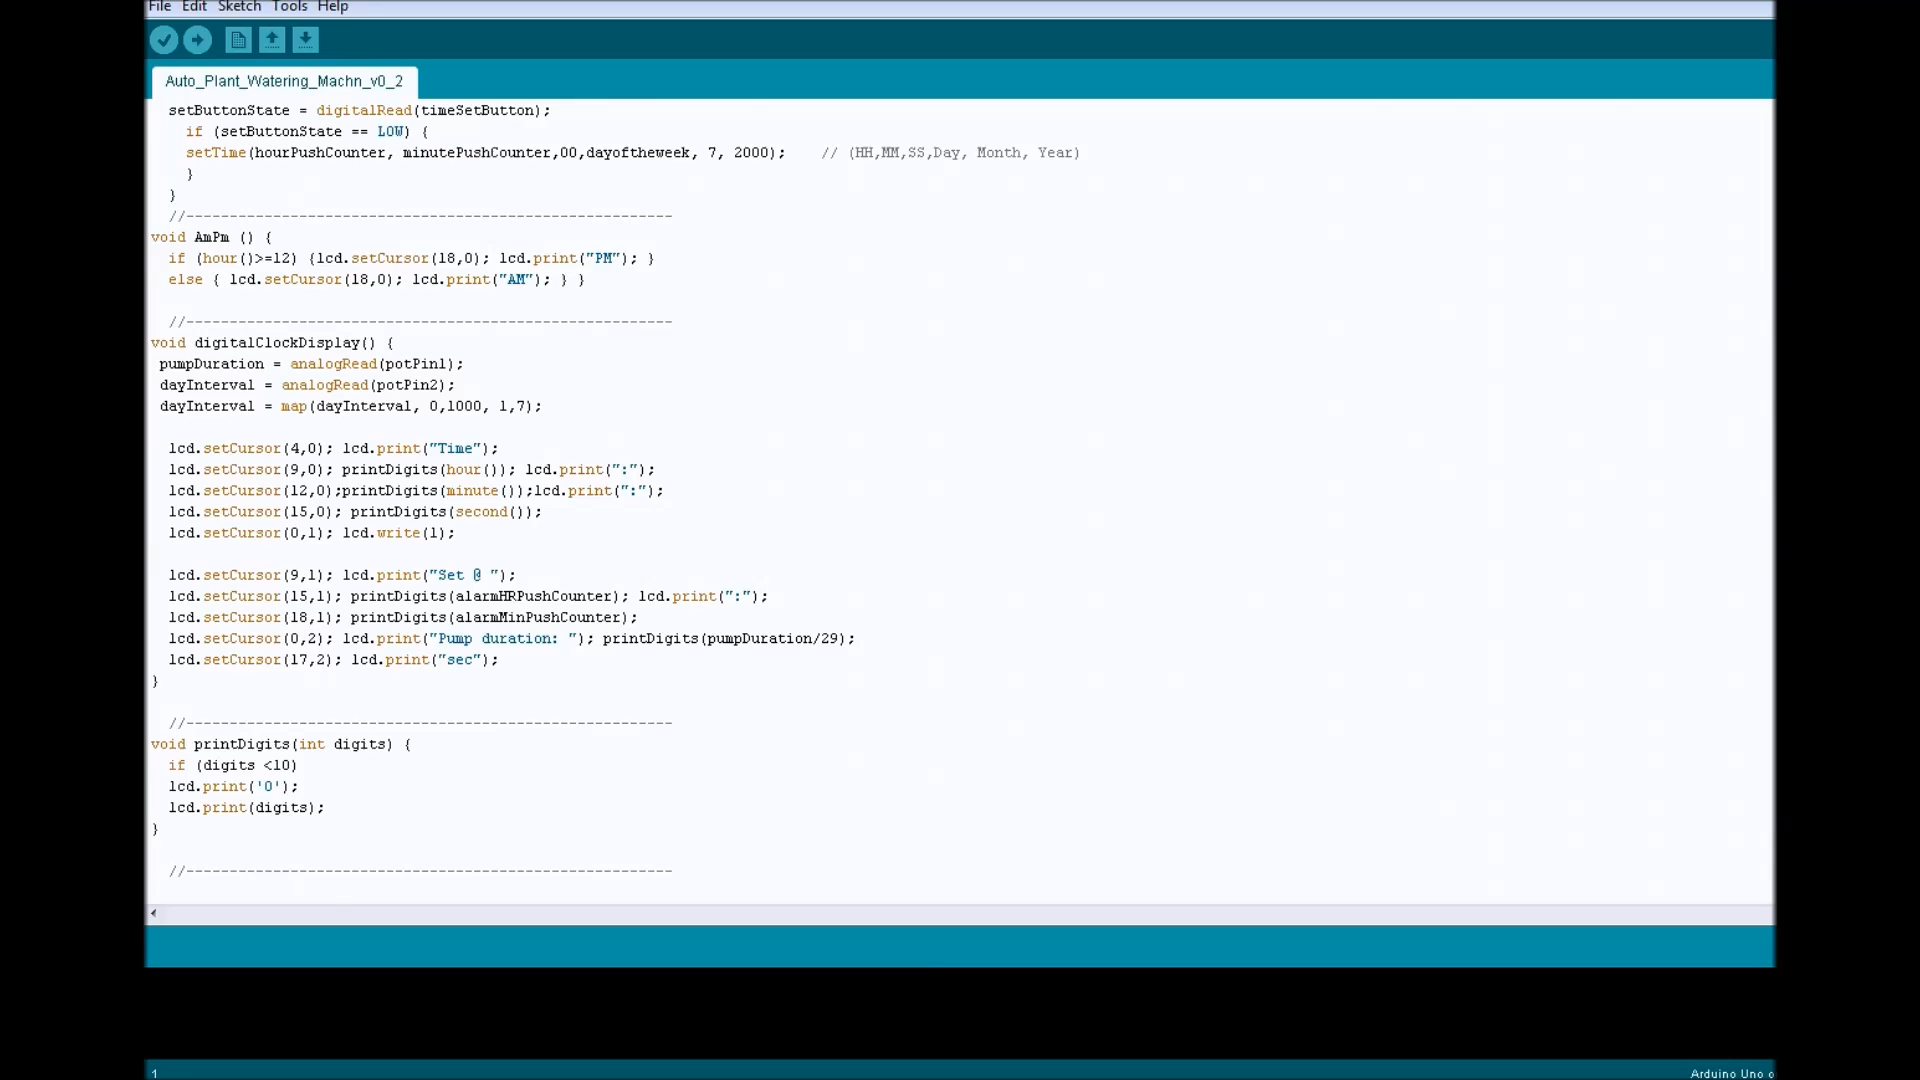 File Edit Sketch Tools Help
Auto_Plant_Watering_Machn_v0_2
setButtonState = digitalRead(timeSetButton);
if (setButtonState == LOW) {
setTime(hourPushCounter, minutePushCounter,00,dayoftheweek, 7, 2000);    // (HH,MM,SS,Day, Month, Year)
}
}
//--------------------------------------------------------
void AmPm () {
if (hour()>=12) {lcd.setCursor(18,0); lcd.print("PM"); }
else { lcd.setCursor(18,0); lcd.print("AM"); } }
//--------------------------------------------------------
void digitalClockDisplay() {
pumpDuration = analogRead(potPin1);
dayInterval = analogRead(potPin2);
dayInterval = map(dayInterval, 0,1000, 1,7);
lcd.setCursor(4,0); lcd.print("Time");
lcd.setCursor(9,0); printDigits(hour()); lcd.print(":");
lcd.setCursor(12,0);printDigits(minute());lcd.print(":");
lcd.setCursor(15,0); printDigits(second());
lcd.setCursor(0,1); lcd.write(1);
lcd.setCursor(9,1); lcd.print("Set @ ");
lcd.setCursor(15,1); printDigits(alarmHRPushCounter); lcd.print(":");
lcd.setCursor(18,1); printDigits(alarmMinPushCounter);
lcd.setCursor(0,2); lcd.print("Pump duration: "); printDigits(pumpDuration/29);
lcd.setCursor(17,2); lcd.print("sec");
}
//--------------------------------------------------------
void printDigits(int digits) {
if (digits <10)
lcd.print('0');
lcd.print(digits);
}
//--------------------------------------------------------
1
Arduino Uno o